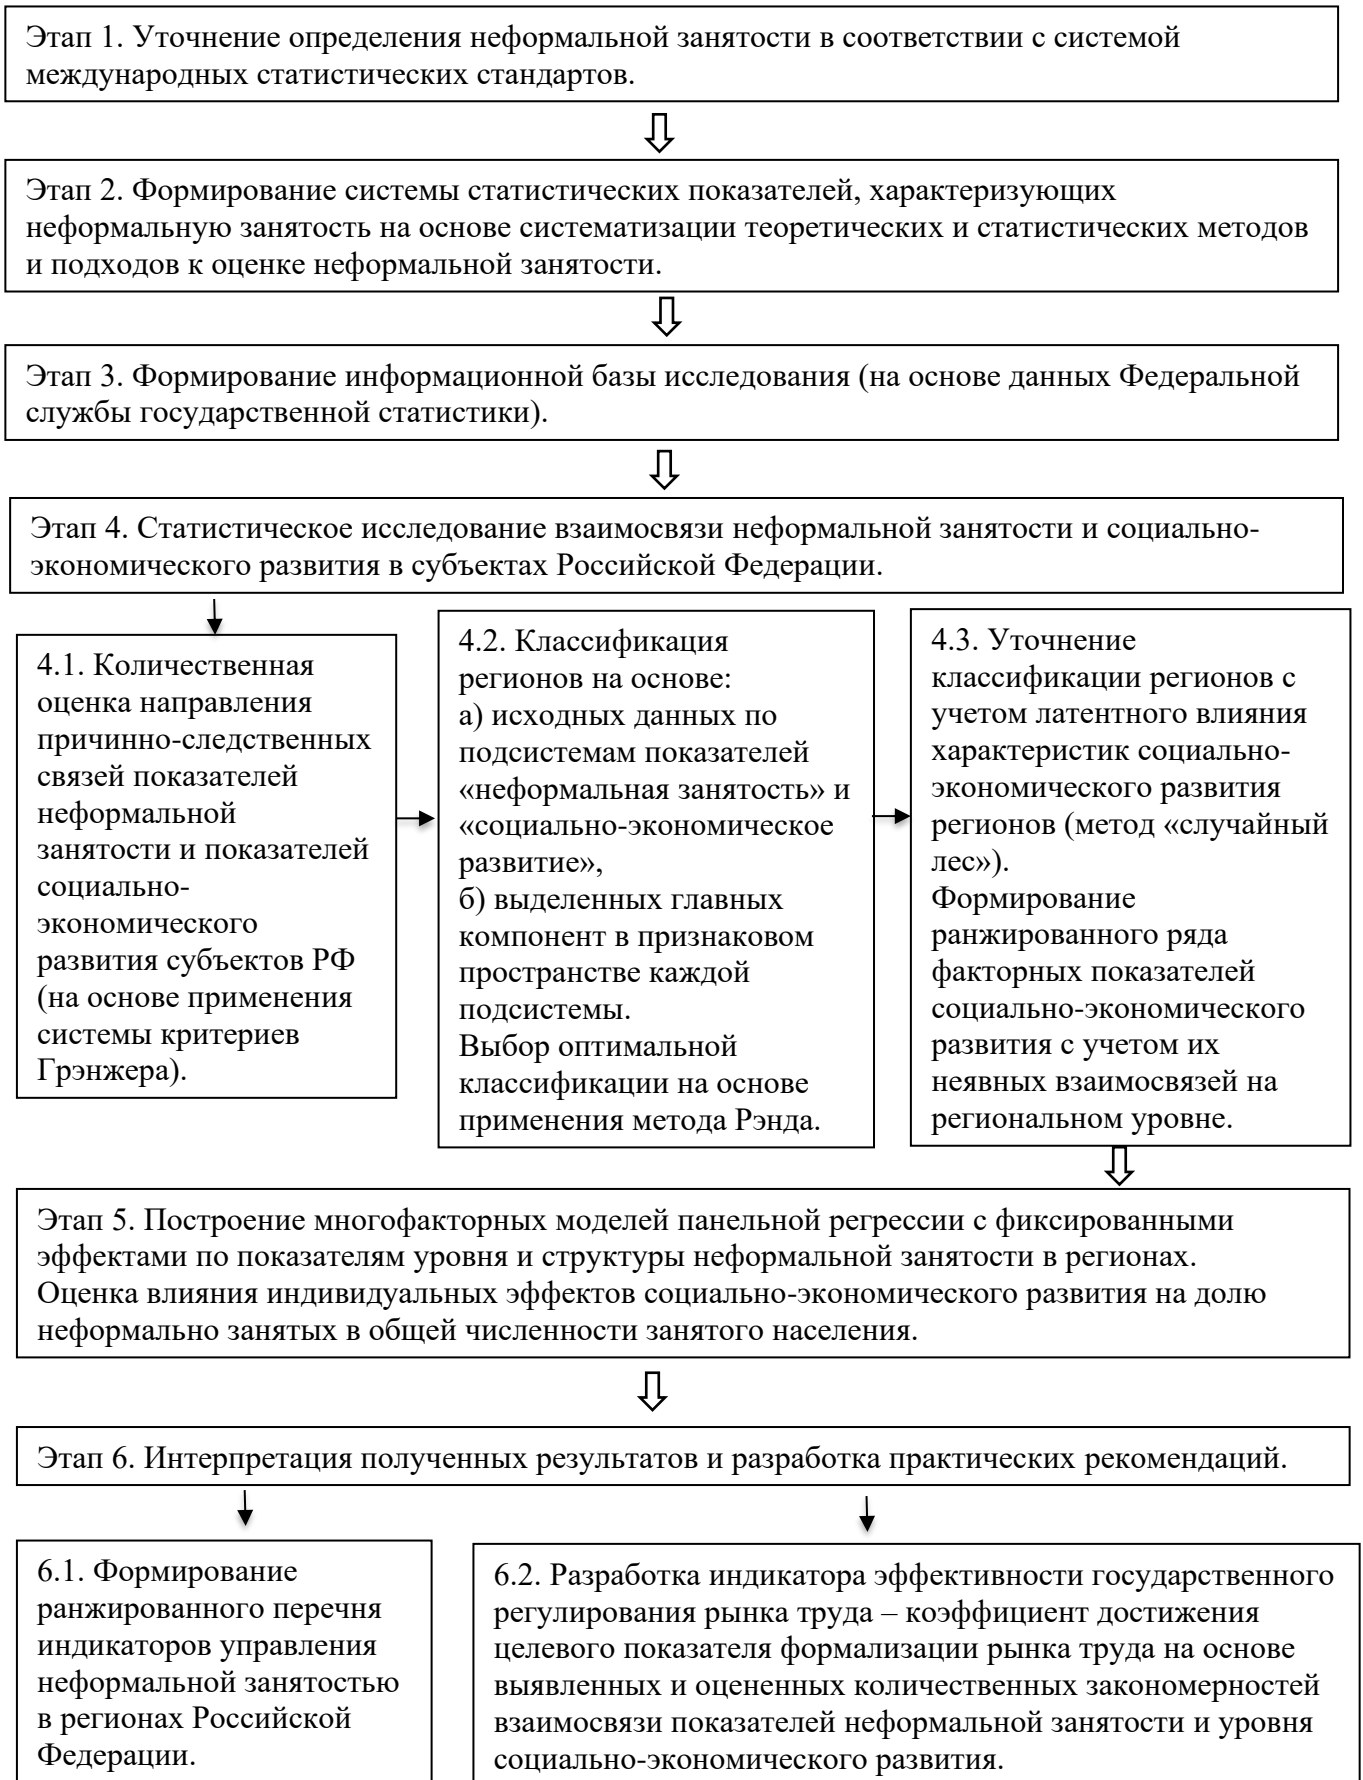 Этап 1. Уточнение определения неформальной занятости в соответствии с системой
международных статистических стандартов.
Этап 2. Формирование системы статистических показателей, характеризующих
неформальную занятость на основе систематизации теоретических и статистических методов
и подходов к оценке неформальной занятости.
Этап 3. Формирование информационной базы исследования (на основе данных Федеральной
службы государственной статистики).
Этап 4. Статистическое исследование взаимосвязи неформальной занятости и социально-
экономического развития в субъектах Российской Федерации.
4.1. Количественная
оценка направления
причинно-следственных
связей показателей
неформальной
занятости и показателей
социально-
экономического
развития субъектов РФ
(на основе применения
системы критериев
Грэнжера).
4.2. Классификация
регионов на основе:
а) исходных данных по
подсистемам показателей
«неформальная занятость» и
«социально-экономическое
развитие»,
б) выделенных главных
компонент в признаковом
пространстве каждой
подсистемы.
Выбор оптимальной
классификации на основе
применения метода Рэнда.
4.3. Уточнение
классификации регионов с
учетом латентного влияния
характеристик социально-
экономического развития
регионов (метод «случайный
лес»).
Формирование
ранжированного ряда
факторных показателей
социально-экономического
развития с учетом их
неявных взаимосвязей на
региональном уровне.
Этап 5. Построение многофакторных моделей панельной регрессии с фиксированными
эффектами по показателям уровня и структуры неформальной занятости в регионах.
Оценка влияния индивидуальных эффектов социально-экономического развития на долю
неформально занятых в общей численности занятого населения.
Этап 6. Интерпретация полученных результатов и разработка практических рекомендаций.
6.1. Формирование
ранжированного перечня
индикаторов управления
неформальной занятостью
в регионах Российской
Федерации.
6.2. Разработка индикатора эффективности государственного
регулирования рынка труда – коэффициент достижения
целевого показателя формализации рынка труда на основе
выявленных и оцененных количественных закономерностей
взаимосвязи показателей неформальной занятости и уровня
социально-экономического развития.